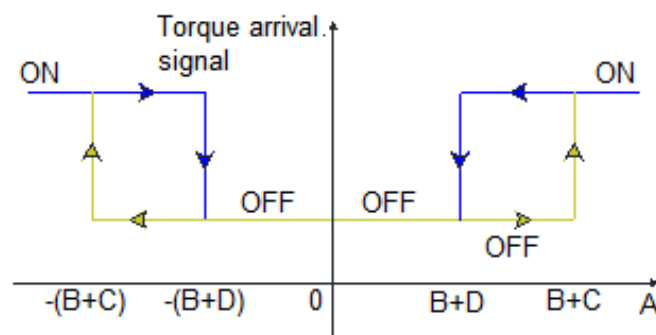 Torque arrival.
signal
ON
ON
OFF
OFF
OFF
-(B+C)
-(B+D)
0
B+D
B+C
A